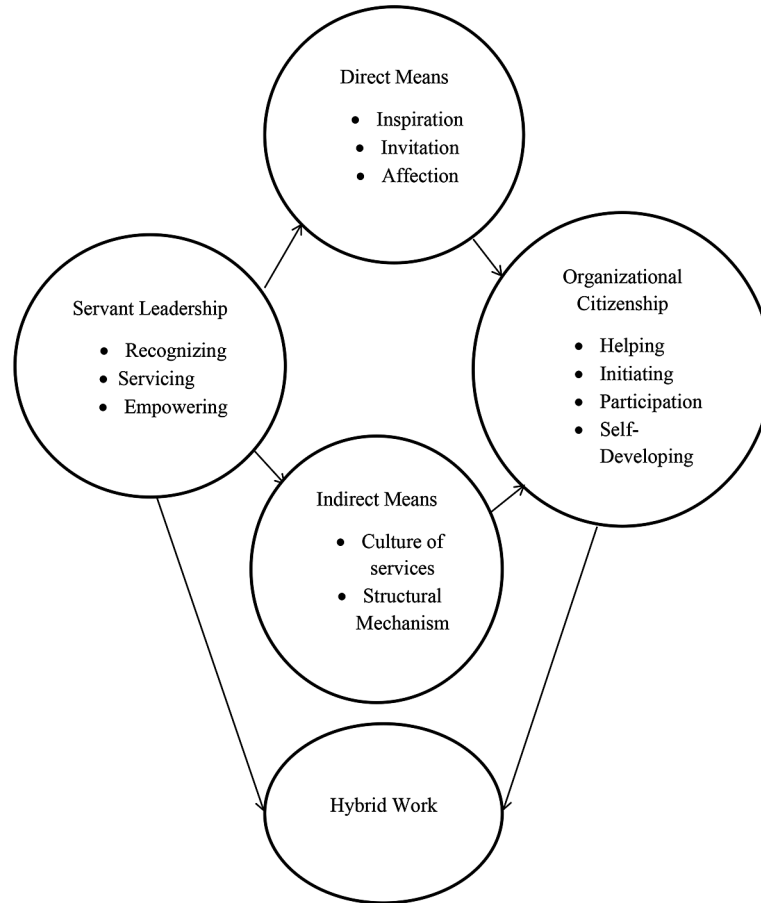 Direct Means
• Inspiration
• Invitation
• Affection
Servant Leadership
• Recognizing
• Servicing
• Empowering
Organizational
Citizenship
• Helping
• Initiating
• Participation
• Self-
Developing
Indirect Means
• Culture of
services
• Structural
Mechanism
Hybrid Work